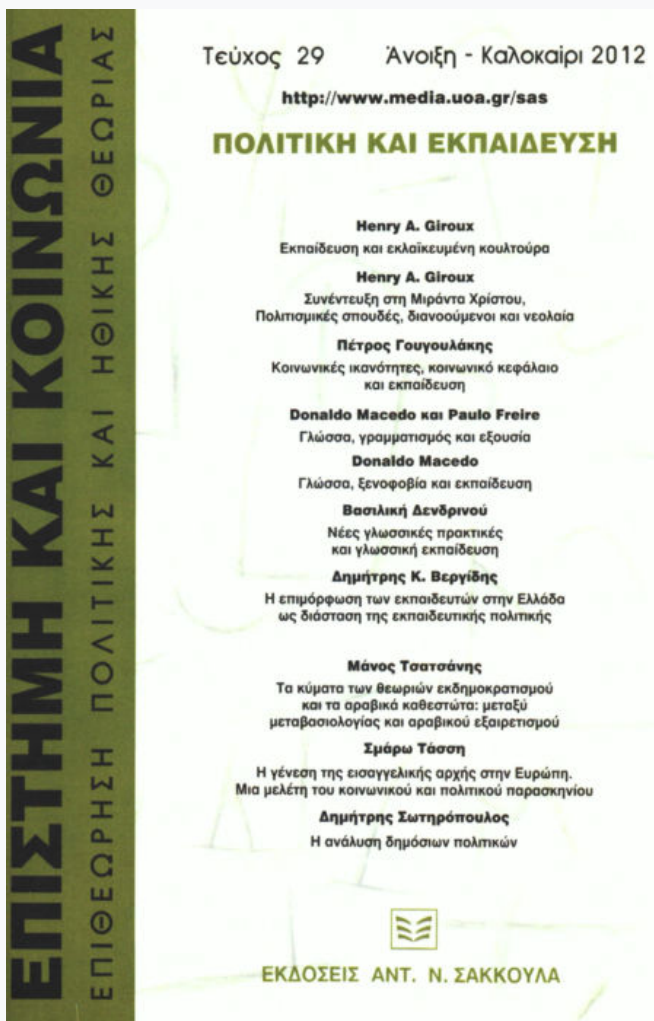 ΕΠΙΣΤΗΜΗ ΚΑΙ ΚΟΙΝΩΝΙΑ
ΕΠΙΘΕΩΡΗΣΗ ΠΟΛΙΤΙΚΗΣ ΚΑΙ ΗΘΙΚΗΣ ΘΕΩΡΙΑΣ
Τεύχος 29 Άνοιξη - Καλοκαίρι 2012
http://www.media.uoa.gr/sas
ΠΟΛΙΤΙΚΗ ΚΑΙ ΕΚΠΑΙΔΕΥΣΗ
Henry A. Giroux
Εκπαίδευση και εκλαϊκευμένη κουλτούρα
Henry A. Giroux
Συνέντευξη στη Μιράντα Χρίστου,
Πολιτισμικές σπουδές, διανοούμενοι και νεολαία
Πέτρος Γουγουλάκης
Κοινωνικές ικανότητες, κοινωνικό κεφάλαιο
και εκπαίδευση
Donaldo Macedo και Paulo Freire
Γλώσσα, γραμματισμός και εξουσία
Donaldo Macedo
Γλώσσα, ξενοφοβία και εκπαίδευση
Βασιλική Δενδρινού
Νέες γλωσσικές πρακτικές
και γλωσσική εκπαίδευση
Δημήτρης Κ. Βεργίδης
Η επιμόρφωση των εκπαιδευτών στην Ελλάδα
ως διάσταση της εκπαιδευτικής πολιτικής
Μάνος Τσατσάνης
Τα κύματα των θεωριών εκδημοκρατισμού
και τα αραβικά καθεστώτα: μεταξύ
μεταβασιολογίας και αραβικού εξαιρετισμού
Σμάρω Τάσση
Η γένεση της εισαγγελικής αρχής στην Ευρώπη.
Μια μελέτη του κοινωνικού και πολιτικού παρασκηνίου
Δημήτρης Σωτηρόπουλος
Η ανάλυση δημόσιων πολιτικών
ΕΚΔΟΣΕΙΣ ΑΝΤ. Ν. ΣΑΚΚΟΥΛΑ